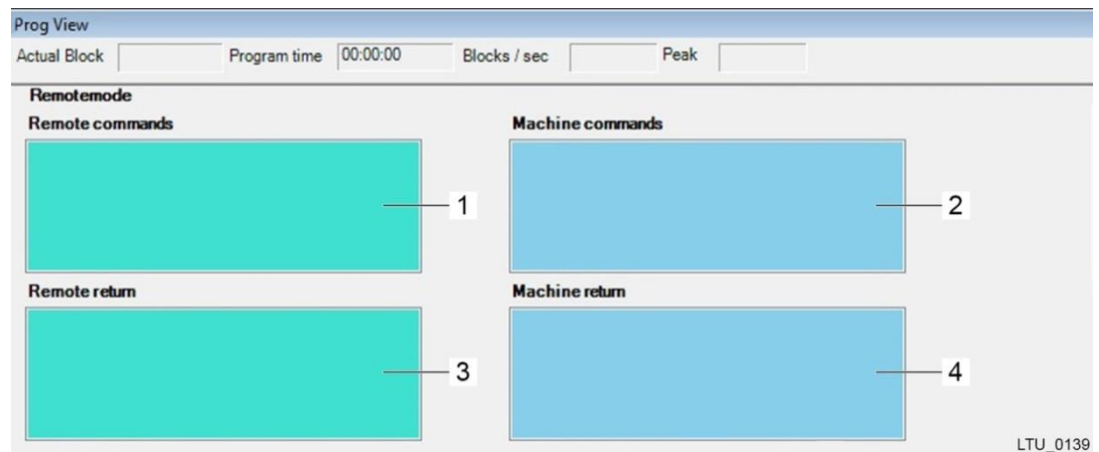 Prog View
Actual Block Program time 00:00:00 Blocks / sec Peak
Remotemode
Remote commands Machine commands
1 2
Remote return Machine return
3 4
LTU_0139